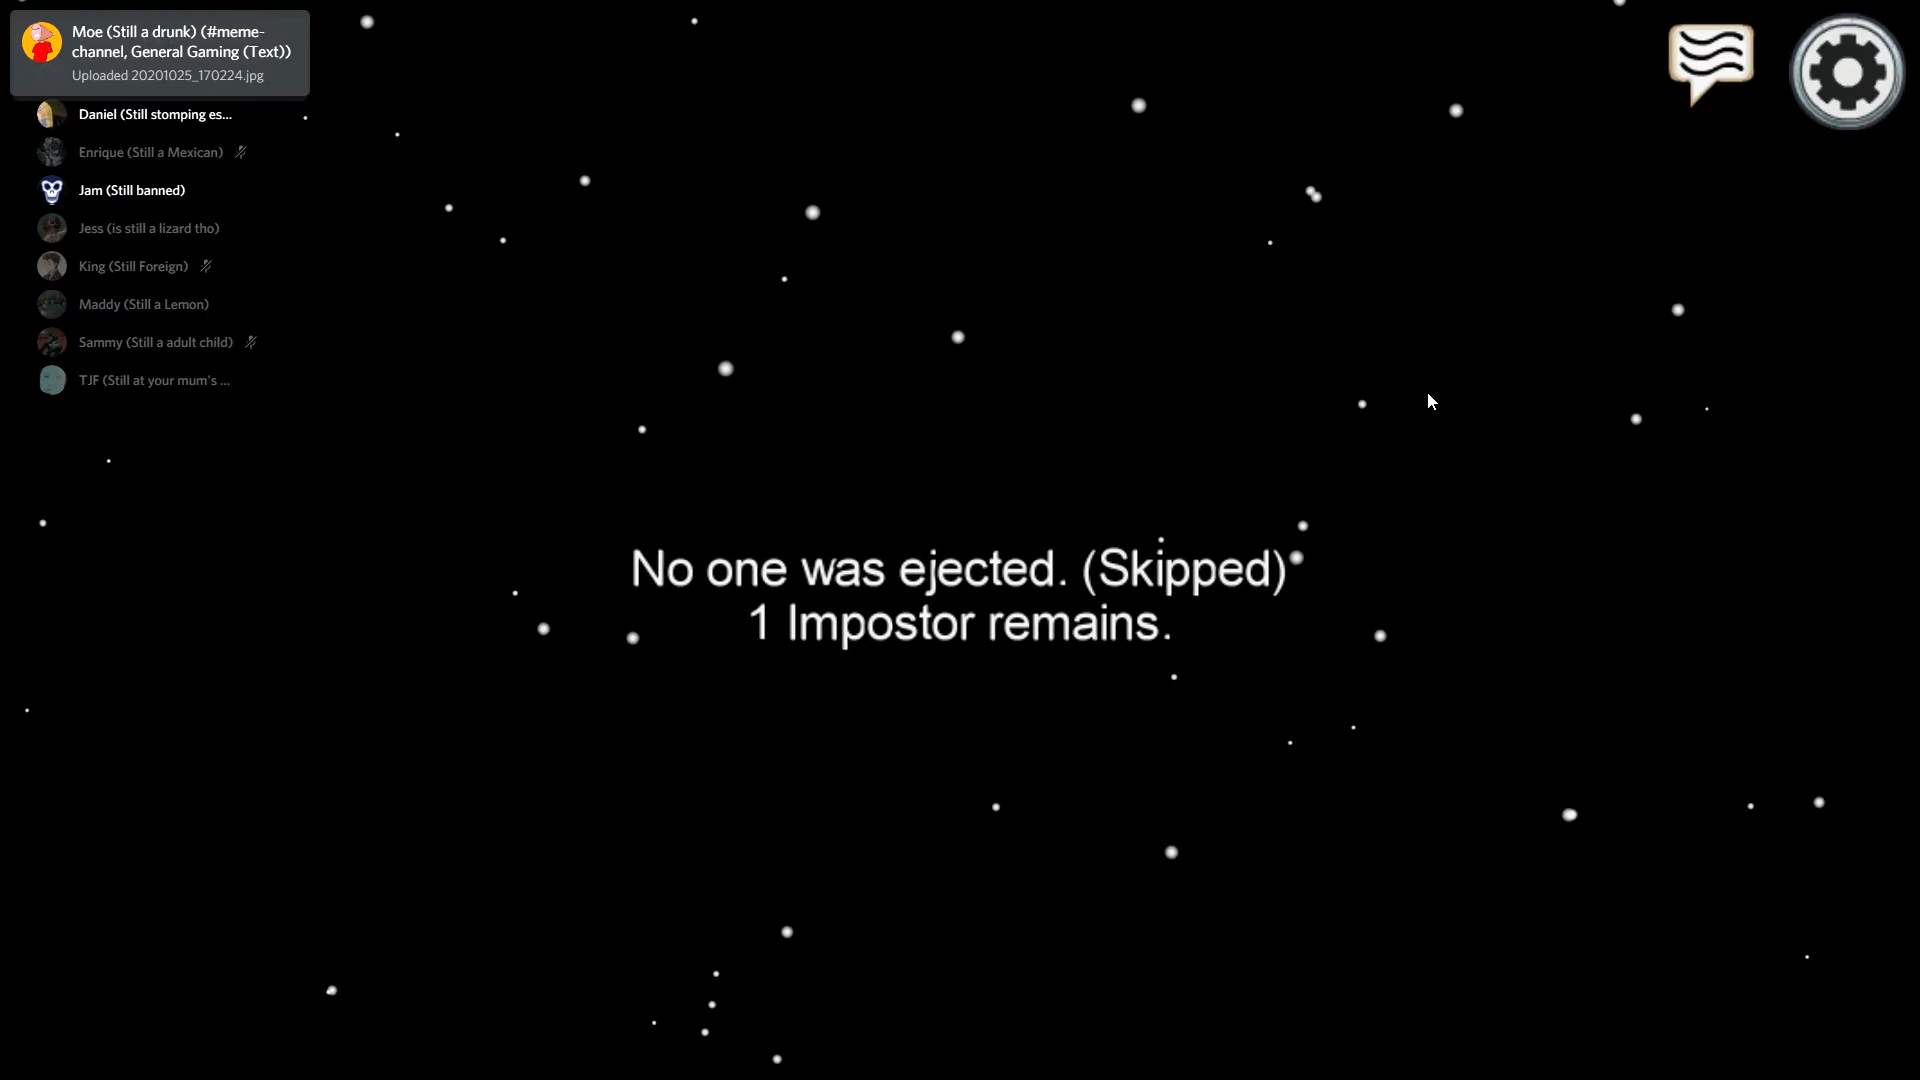 Moe (Still a drunk) (#meme-
channel, General Gaming (Text))
Uploaded 20201025_170224.jpg
Daniel (Still stomping es...
Enrique (Still a Mexican)
Jam (Still banned)
Jess (is still a lizard tho)
King (Still Foreign)
Maddy (Still a Lemon)
Sammy (Still a adult child)
TJF (Still at your mum's ...
No one was ejected. (Skipped)
1 Impostor remains.